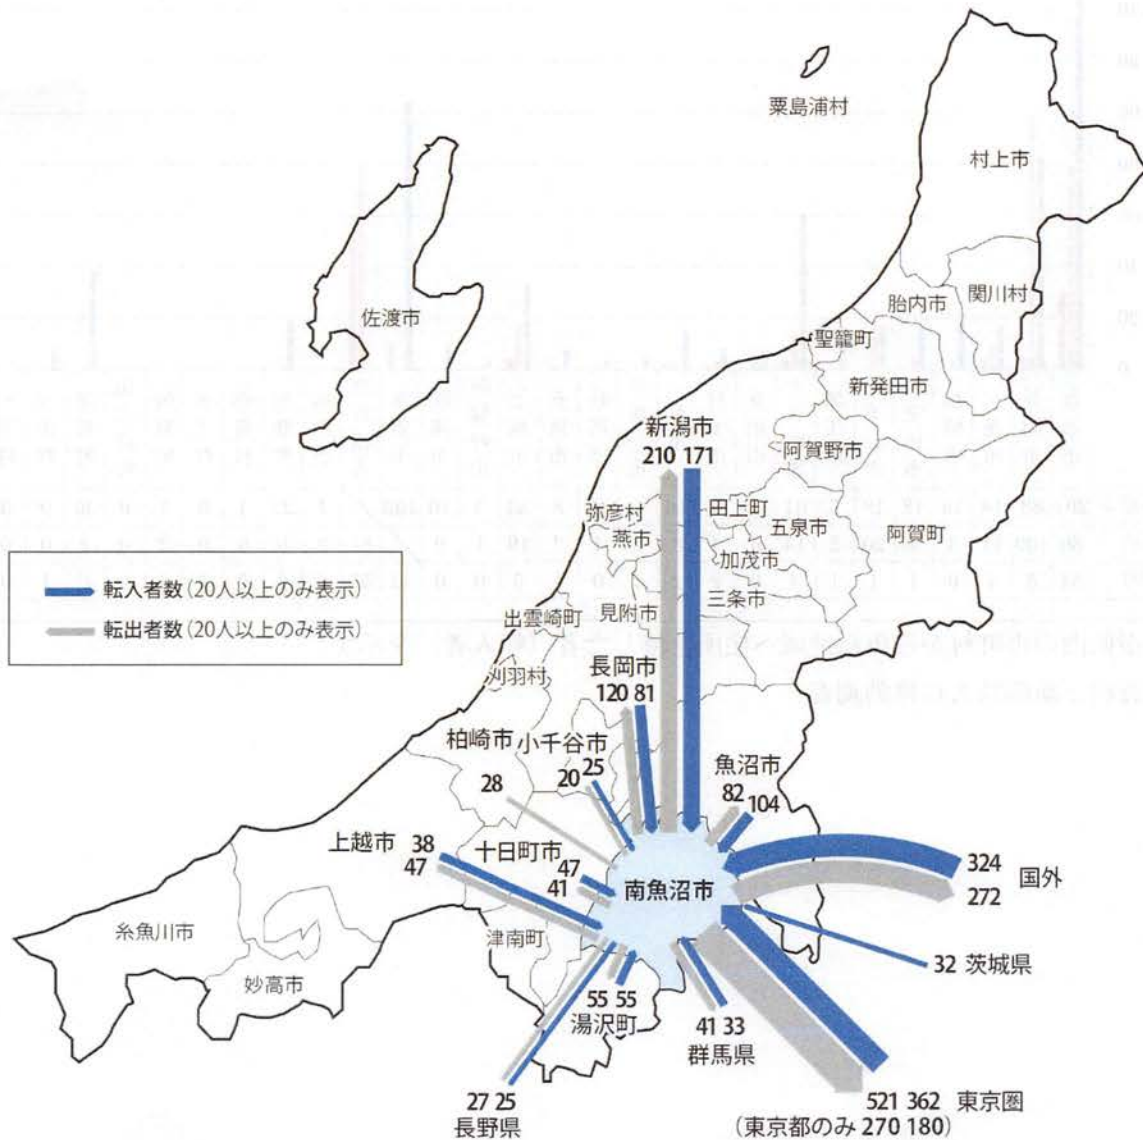 粟島浦村
村上市
佐渡市
関川村
胎内市
聖籠町
新発田市
新潟市
210 171
阿賀野市
弥彦村
田上町
燕市
五泉市
阿賀町
加茂市
転入者数(20人以上のみ表示)
転出者数(20人以上のみ表示)
出雲崎町
見附市
三条市
長岡市
120 81
刈羽村
柏崎市
28
小千谷市
20 25
魚沼市
82 104
上越市
38
47
十日町市
47
41
南魚沼市
324
272
国外
糸魚川市
津南町
妙高市
32 茨城県
55 55
湯沢町
41 33
群馬県
27 25
長野県
521 362 東京圏
(東京都のみ 270 180)